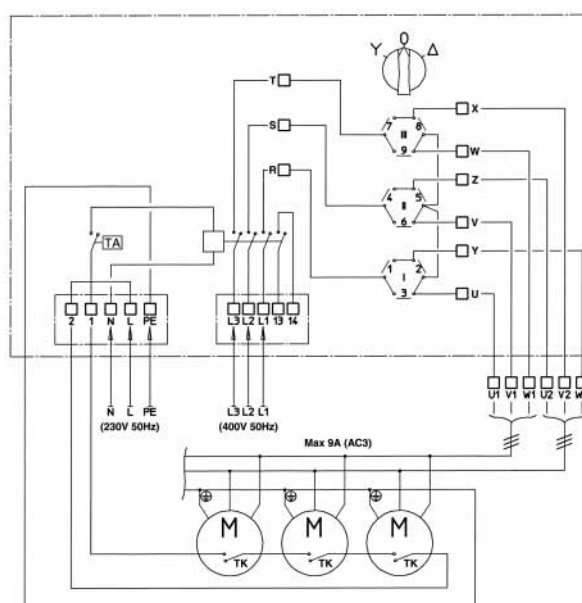 Y O Δ
T
S
R
7 8
III
9
4 5
II
6
1 2
I
3
X
W
Z
V
Y
U
TA
2 1 N L PE
L3 L2 L1 13 14
N L PE
(230V 50Hz)
L3 L2 L1
(400V 50Hz)
U1 V1 W1 U2 V2 W
Max 9A (AC3)
M M M
TK TK TK